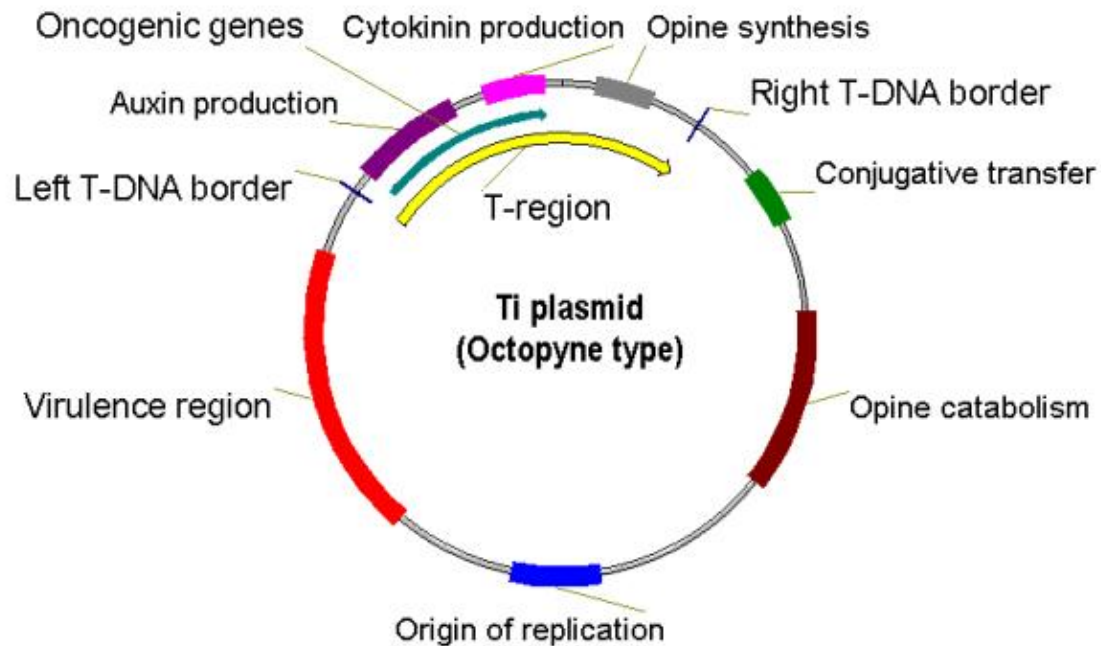 Oncogenic genes
Cytokinin production
Opine synthesis
Auxin production
Right T-DNA border
Left T-DNA border
Conjugative transfer
T-region
Ti plasmid
(Octopyne type)
Virulence region
Opine catabolism
Origin of replication